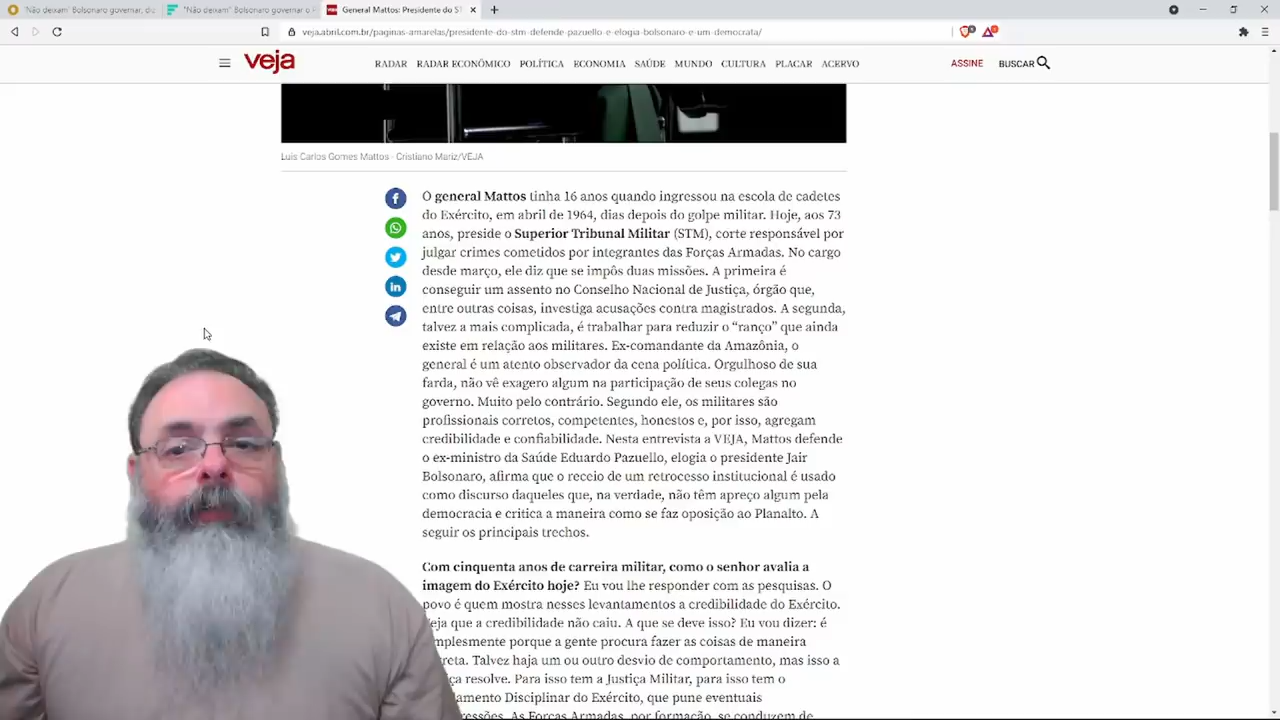 "Não deixam" Bolsonaro governar, di
"Não deixam" Bolsonaro governar o P
General Mattos: Presidente do ST
veja.abril.com.br/paginas-amarelas/presidente-do-stm-defende-pazuello-e-elogia-bolsonaro-e-um-democrata/
veja
RADAR RADAR ECONÔMICO POLÍTICA ECONOMIA SAÚDE MUNDO CULTURA PLACAR ACERVO
ASSINE BUSCAR
Luis Carlos Gomes Mattos - Cristiano Mariz/VEJA
O general Mattos tinha 16 anos quando ingressou na escola de cadetes
do Exército, em abril de 1964, dias depois do golpe militar. Hoje, aos 73
anos, preside o Superior Tribunal Militar (STM), corte responsável por
julgar crimes cometidos por integrantes das Forças Armadas. No cargo
desde março, ele diz que se impôs duas missões. A primeira é
conseguir um assento no Conselho Nacional de Justiça, órgão que,
entre outras coisas, investiga acusações contra magistrados. A segunda,
talvez a mais complicada, é trabalhar para reduzir o “ranço” que ainda
existe em relação aos militares. Ex-comandante da Amazônia, o
general é um atento observador da cena política. Orgulhoso de sua
farda, não vê exagero algum na participação de seus colegas no
governo. Muito pelo contrário. Segundo ele, os militares são
profissionais corretos, competentes, honestos e, por isso, agregam
credibilidade e confiabilidade. Nesta entrevista a VEJA, Mattos defende
o ex-ministro da Saúde Eduardo Pazuello, elogia o presidente Jair
Bolsonaro, afirma que o receio de um retrocesso institucional é usado
como discurso daqueles que, na verdade, não têm apreço algum pela
democracia e critica a maneira como se faz oposição ao Planalto. A
seguir os principais trechos.
Com cinquenta anos de carreira militar, como o senhor avalia a
imagem do Exército hoje? Eu vou lhe responder com as pesquisas. O
povo é quem mostra nesses levantamentos a credibilidade do Exército.
eja que a credibilidade não caiu. A que se deve isso? Eu vou dizer: é
mplesmente porque a gente procura fazer as coisas de maneira
reta. Talvez haja um ou outro desvio de comportamento, mas isso a
ça resolve. Para isso tem a Justiça Militar, para isso tem o
lamento Disciplinar do Exército, que pune eventuais
ressões. As Forças Armadas, por formação, se conduzem de